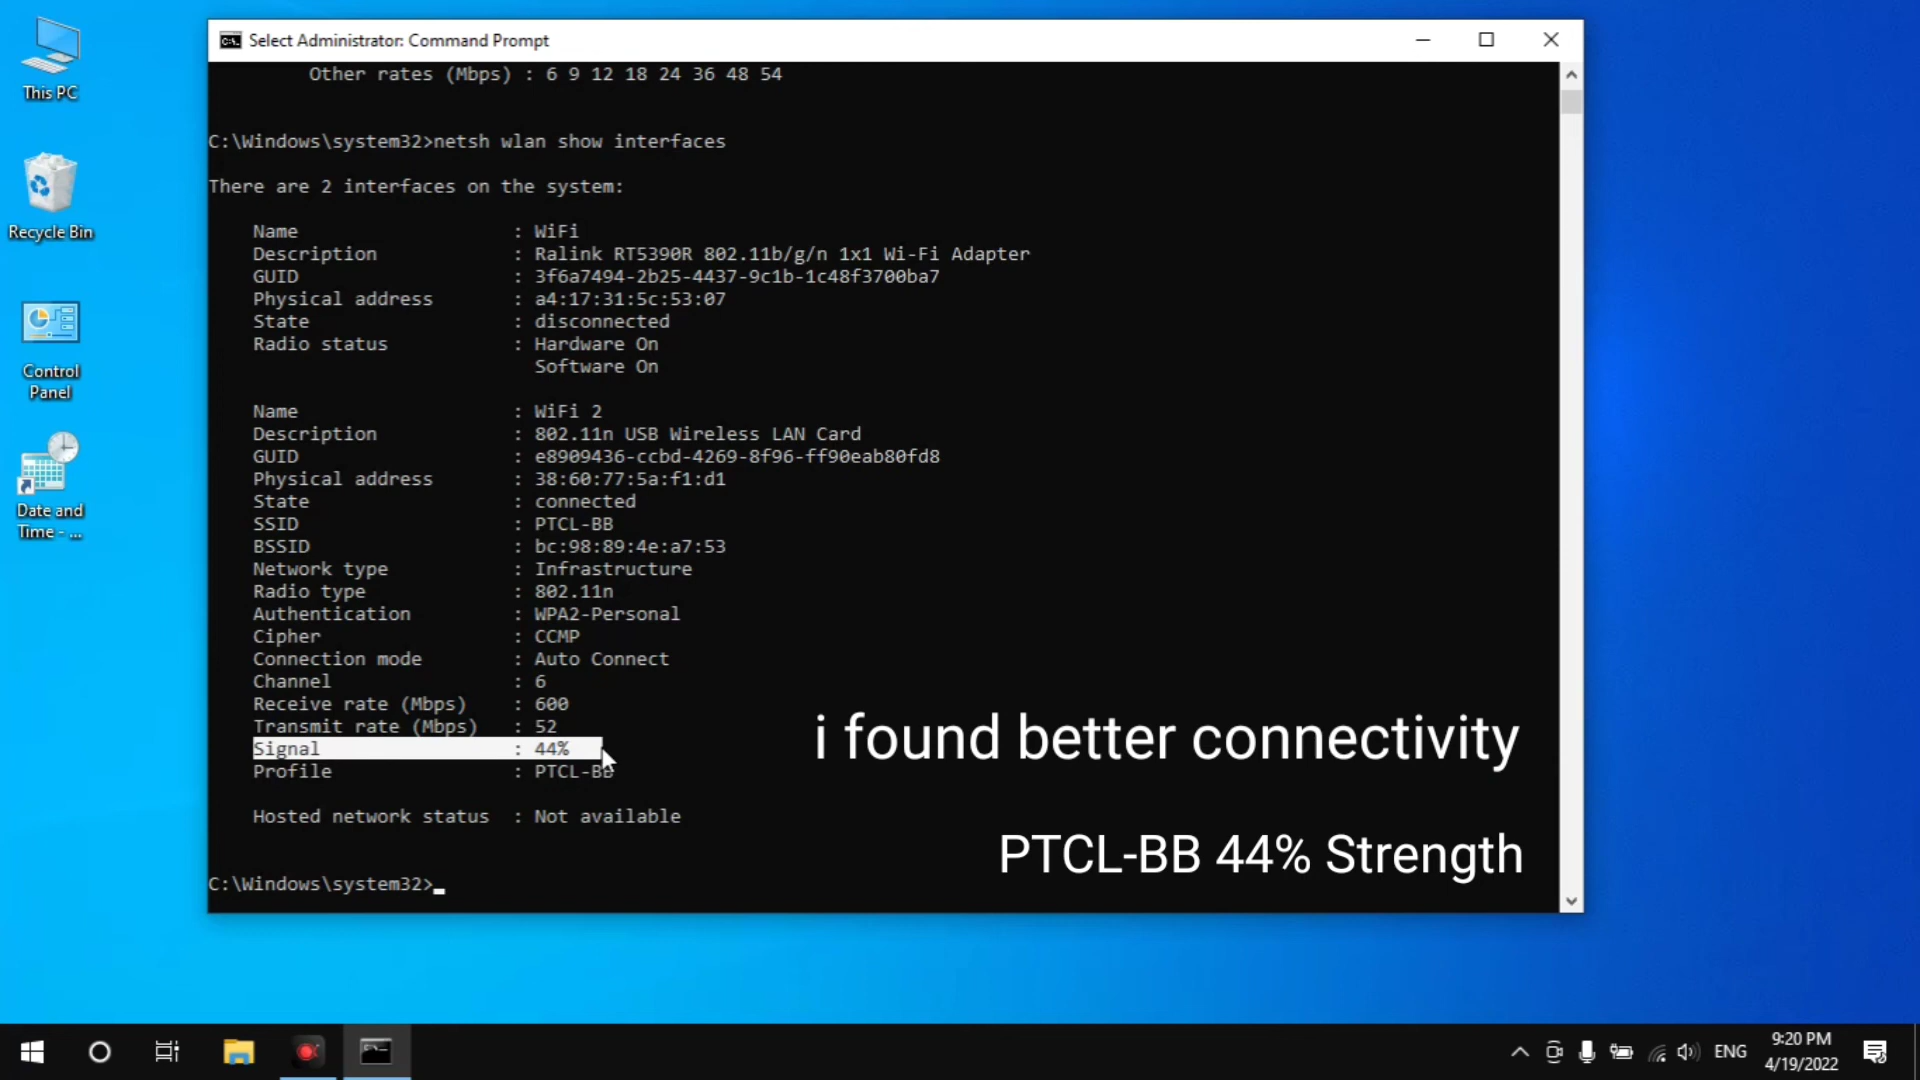 This PC
Recycle Bin
Control
Panel
Date and
Time - ...
Select Administrator: Command Prompt
Other rates (Mbps) : 6 9 12 18 24 36 48 54
C:\Windows\system32>netsh wlan show interfaces
There are 2 interfaces on the system:
Name : WiFi
Description : Ralink RT5390R 802.11b/g/n 1x1 Wi-Fi Adapter
GUID : 3f6a7494-2b25-4437-9c1b-1c48f3700ba7
Physical address : a4:17:31:5c:53:07
State : disconnected
Radio status : Hardware On
Software On
Name : WiFi 2
Description : 802.11n USB Wireless LAN Card
GUID : e8909436-ccbd-4269-8f96-ff90eab80fd8
Physical address : 38:60:77:5a:f1:d1
State : connected
SSID : PTCL-BB
BSSID : bc:98:89:4e:a7:53
Network type : Infrastructure
Radio type : 802.11n
Authentication : WPA2-Personal
Cipher : CCMP
Connection mode : Auto Connect
Channel : 6
Receive rate (Mbps) : 600
Transmit rate (Mbps) : 52
Signal : 44%
Profile : PTCL-BB
Hosted network status : Not available
C:\Windows\system32>
i found better connectivity
PTCL-BB 44% Strength
ENG
9:20 PM
4/19/2022